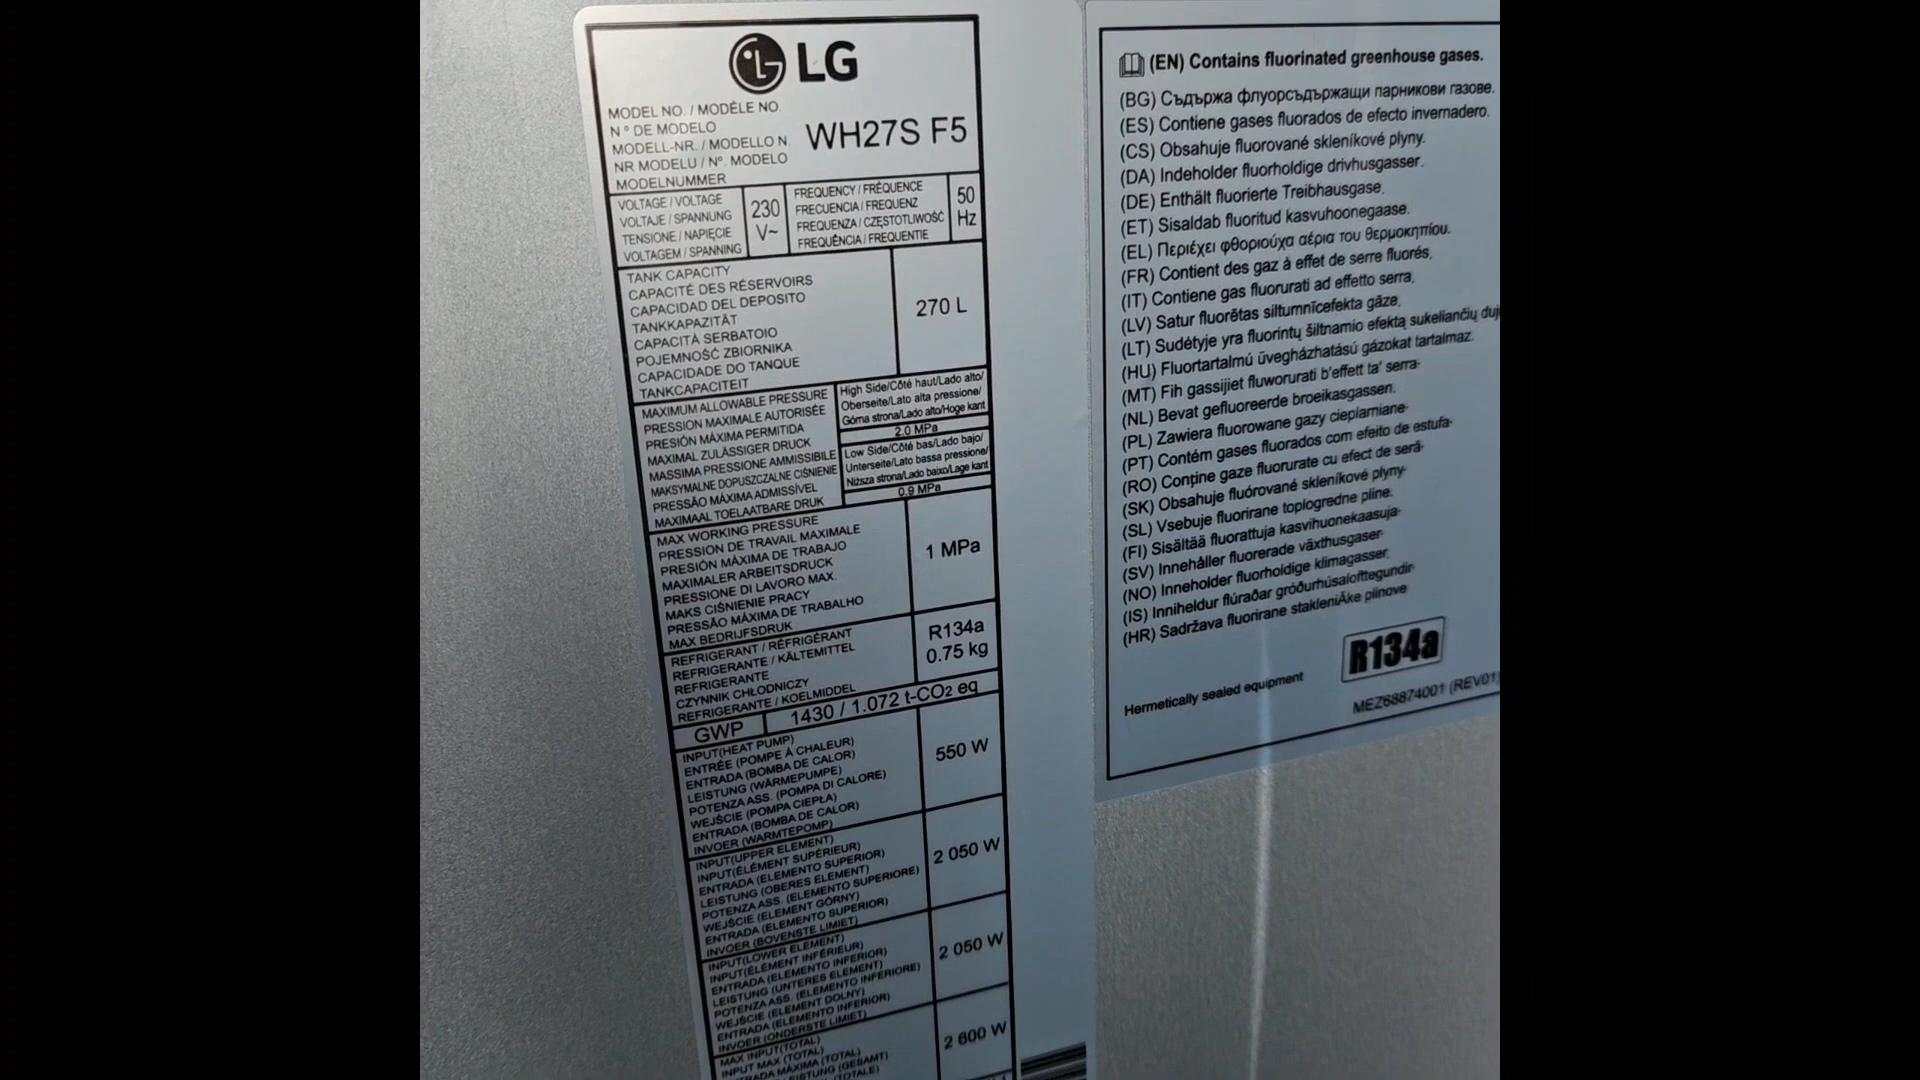 LG
MODEL NO. / MODÈLE NO.
N º DE MODELO
MODELL-NR. / MODELLO N.
NR MODELU / Nº. MODELO
MODELNUMMER
WH27S F5
VOLTAGE / VOLTAGE
VOLTAJE / SPANNUNG
TENSIONE / NAPIĘCIE
VOLTAGEM / SPANNING
230
V~
FREQUENCY / FRÉQUENCE
FRECUENCIA / FREQUENZ
FREQUENZA / CZĘSTOTLIWOŚĆ
FREQUÊNCIA / FREQUENTIE
50
Hz
TANK CAPACITY
CAPACITÉ DES RÉSERVOIRS
CAPACIDAD DEL DEPOSITO
TANKKAPAZITÄT
CAPACITÀ SERBATOIO
POJEMNOŚĆ ZBIORNIKA
CAPACIDADE DO TANQUE
TANKCAPACITEIT
270 L
MAXIMUM ALLOWABLE PRESSURE
PRESSION MAXIMALE AUTORISÉE
PRESIÓN MÁXIMA PERMITIDA
MAXIMAL ZULÄSSIGER DRUCK
MASSIMA PRESSIONE AMMISSIBILE
MAKSYMALNE DOPUSZCZALNE CIŚNIENIE
PRESSÃO MÁXIMA ADMISSÍVEL
MAXIMAAL TOELAATBARE DRUK
High Side/Côté haut/Lado alto/
Oberseite/Lato alta pressione/
Górna strona/Lado alto/Hoge kant
2.0 MPa
Low Side/Côté bas/Lado bajo/
Unterseite/Lato bassa pressione/
Niższa strona/Lado baixo/Lage kant
0.9 MPa
MAX WORKING PRESSURE
PRESSION DE TRAVAIL MAXIMALE
PRESIÓN MÁXIMA DE TRABAJO
MAXIMALER ARBEITSDRUCK
PRESSIONE DI LAVORO MAX.
MAKS CIŚNIENIE PRACY
PRESSÃO MÁXIMA DE TRABALHO
MAX BEDRIJFSDRUK
1 MPa
REFRIGERANT / RÉFRIGÉRANT
REFRIGERANTE / KÄLTEMITTEL
REFRIGERANTE
CZYNNIK CHŁODNICZY
REFRIGERANTE / KOELMIDDEL
R134a
0.75 kg
GWP
1430 / 1.072 t-CO2 eq
INPUT(HEAT PUMP)
ENTRÉE (POMPE À CHALEUR)
ENTRADA (BOMBA DE CALOR)
LEISTUNG (WÄRMEPUMPE)
POTENZA ASS. (POMPA DI CALORE)
WEJŚCIE (POMPA CIEPŁA)
ENTRADA (BOMBA DE CALOR)
INVOER (WARMTEPOMP)
550 W
INPUT(UPPER ELEMENT)
INPUT(ÉLÉMENT SUPÉRIEUR)
ENTRADA (ELEMENTO SUPERIOR)
LEISTUNG (OBERES ELEMENT)
POTENZA ASS. (ELEMENTO SUPERIORE)
WEJŚCIE (ELEMENT GÓRNY)
ENTRADA (ELEMENTO SUPERIOR)
INVOER (BOVENSTE LIMIET)
2 050 W
INPUT(LOWER ELEMENT)
INPUT(ÉLÉMENT INFÉRIEUR)
ENTRADA (ELEMENTO INFERIOR)
LEISTUNG (UNTERES ELEMENT)
POTENZA ASS. (ELEMENTO INFERIORE)
WEJŚCIE (ELEMENT DOLNY)
ENTRADA (ELEMENTO INFERIOR)
INVOER (ONDERSTE LIMIET)
2 050 W
MAX INPUT(TOTAL)
INPUT MAX (TOTAL)
TRADA MÁXIMA (TOTAL)
ISTUNG (GESAMT)
2 600 W
(EN) Contains fluorinated greenhouse gases.
(BG) Съдържа флуорсъдържащи парникови газове.
(ES) Contiene gases fluorados de efecto invernadero.
(CS) Obsahuje fluorované skleníkové plyny.
(DA) Indeholder fluorholdige drivhusgasser.
(DE) Enthält fluorierte Treibhausgase.
(ET) Sisaldab fluoritud kasvuhoonegaase.
(EL) Περιέχει φθοριούχα αέρια του θερμοκηπίου.
(FR) Contient des gaz à effet de serre fluorés.
(IT) Contiene gas fluorurati ad effetto serra.
(LV) Satur fluorētas siltumnīcefekta gāze.
(LT) Sudėtyje yra fluorintų šiltnamio efektą sukeliančių duj
(HU) Fluortartalmú üvegházhatású gázokat tartalmaz.
(MT) Fih gassijiet fluworurati b'effett ta' serra-
(NL) Bevat gefluoreerde broeikasgassen.
(PL) Zawiera fluorowane gazy cieplarniane-
(PT) Contém gases fluorados com efeito de estufa-
(RO) Conţine gaze fluorurate cu efect de seră-
(SK) Obsahuje fluórované skleníkové plyny-
(SL) Vsebuje fluorirane toplogredne pline.
(FI) Sisältää fluorattuja kasvihuonekaasuja-
(SV) Innehåller fluorerade växthusgaser-
(NO) Inneholder fluorholdige klimagasser.
(IS) Inniheldur flúraðar gróðurhúsalofttegundir-
(HR) Sadržava fluorirane stakleniÄke plinove
R134a
Hermetically sealed equipment
MEZ68874001 (REV01)